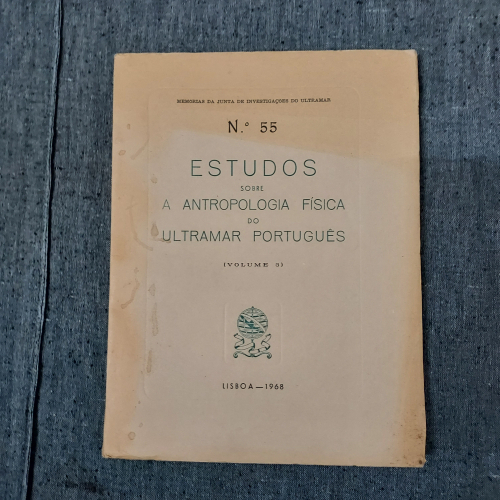 MEMÓRIAS DA JUNTA DE INVESTIGAÇÕES DO ULTRAMAR
N.º 55
ESTUDOS
SOBRE
A ANTROPOLOGIA FÍSICA
DO
ULTRAMAR PORTUGUÊS
(VOLUME 3)
LISBOA—1968